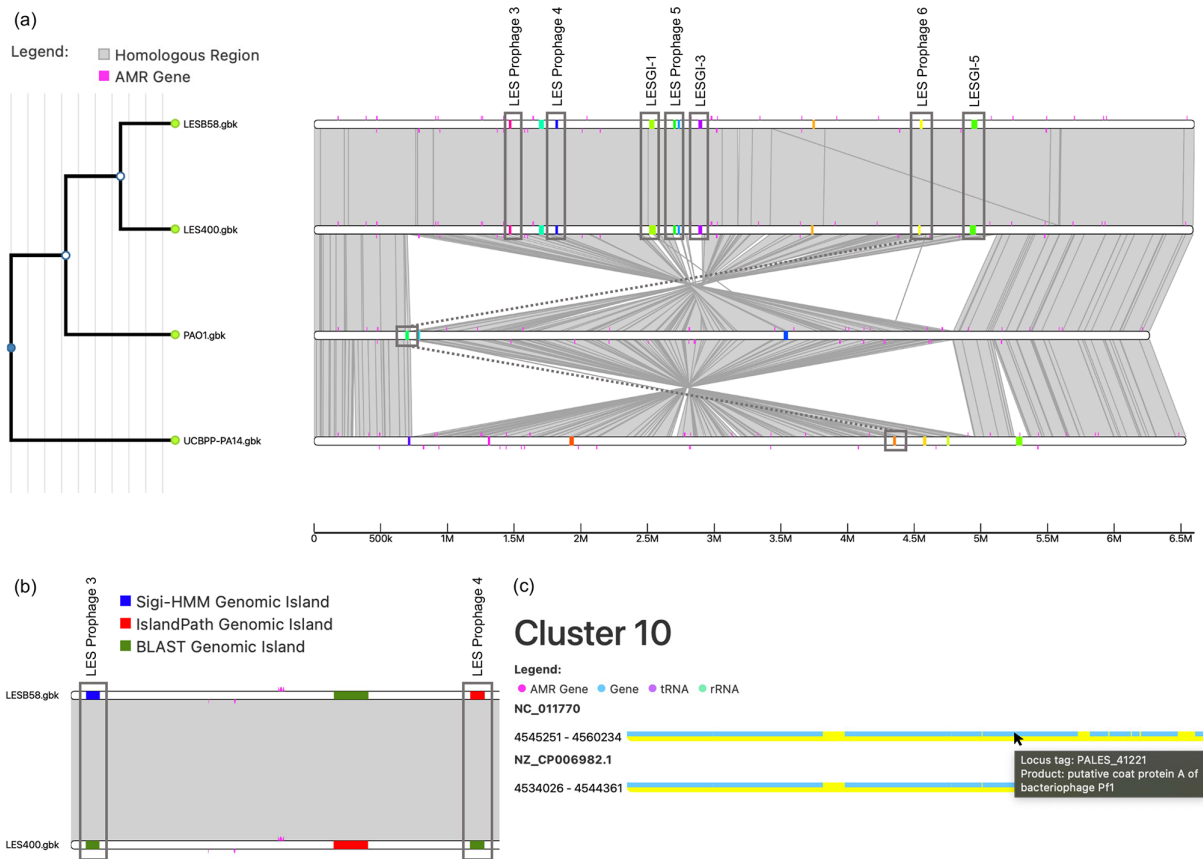 (a)
Legend:
Homologous Region
AMR Gene
LES Prophage 3
LES Prophage 4
LESGI-1
LES Prophage 5
LESGI-3
LES Prophage 6
LESGI-5
LESB58.gbk
LES400.gbk
PAO1.gbk
UCBPP-PA14.gbk
0 500k 1M 1.5M 2M 2.5M 3M 3.5M 4M 4.5M 5M 5.5M 6M 6.5M
(b)
LES Prophage 3
Sigi-HMM Genomic Island
IslandPath Genomic Island
BLAST Genomic Island
LES Prophage 4
LESB58.gbk
LES400.gbk
(c)
Cluster 10
Legend:
AMR Gene Gene tRNA rRNA
NC_011770
4545251 - 4560234
NZ_CP006982.1
4534026 - 4544361
Locus tag: PALES_41221
Product: putative coat protein A of
bacteriophage Pf1